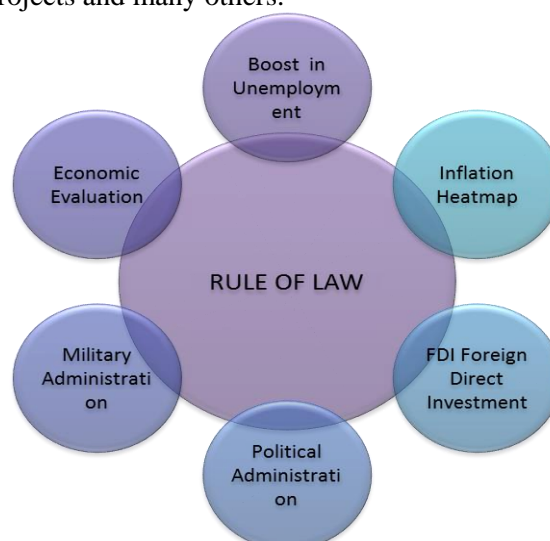 rojects and many others.
Boost in
Unemploym
ent
Economic
Evaluation
Inflation
Heatmap
RULE OF LAW
Military
Administrati
on
FDI Foreign
Direct
Investment
Political
Administrati
on